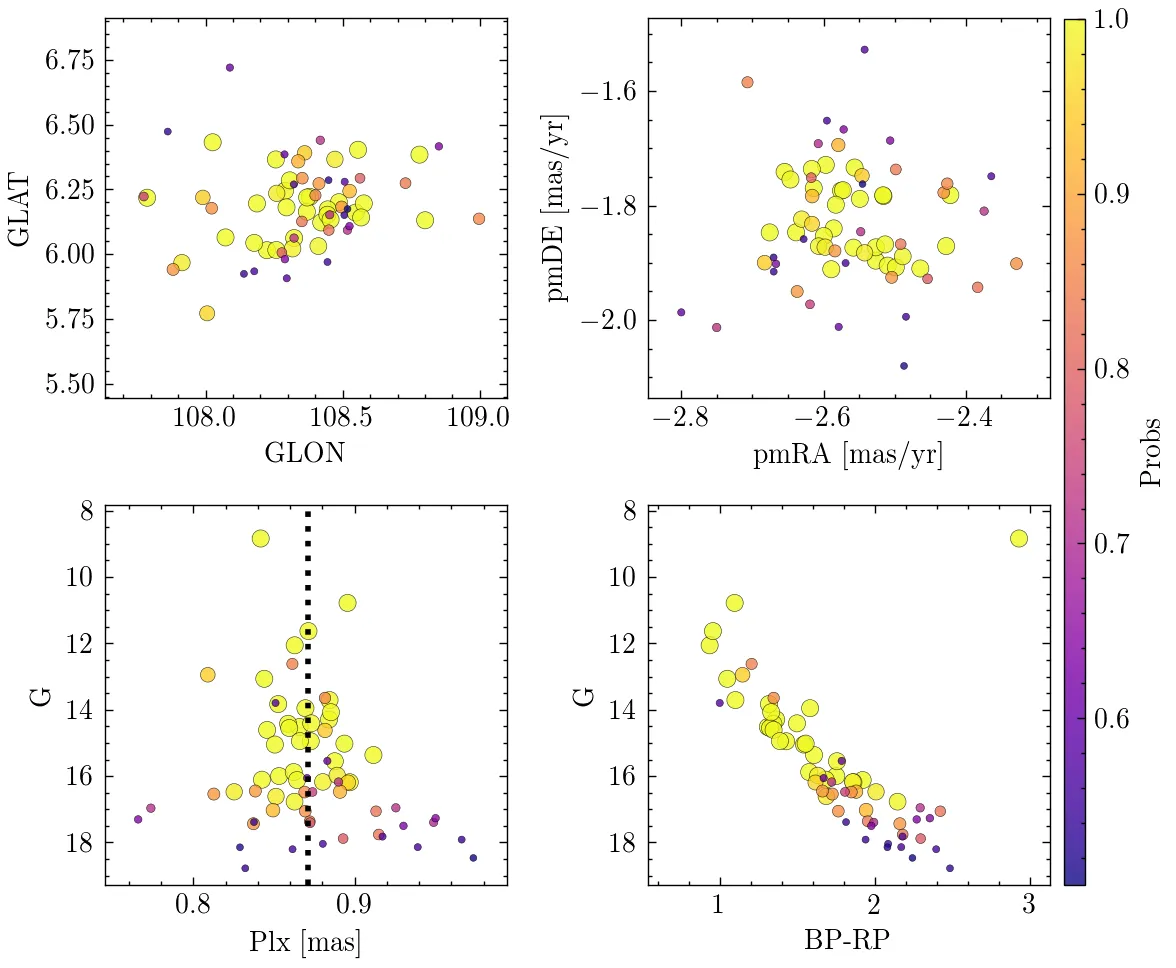 6.75
6.50
6.25
6.00
5.75
5.50
GLAT
108.0 108.5 109.0
GLON
−1.6
−1.8
−2.0
pmDE [mas/yr]
−2.8 −2.6 −2.4
pmRA [mas/yr]
1.0
0.9
0.8
0.7
0.6
Probs
8
10
12
14
16
18
G
0.8 0.9
Plx [mas]
8
10
12
14
16
18
G
1 2 3
BP-RP